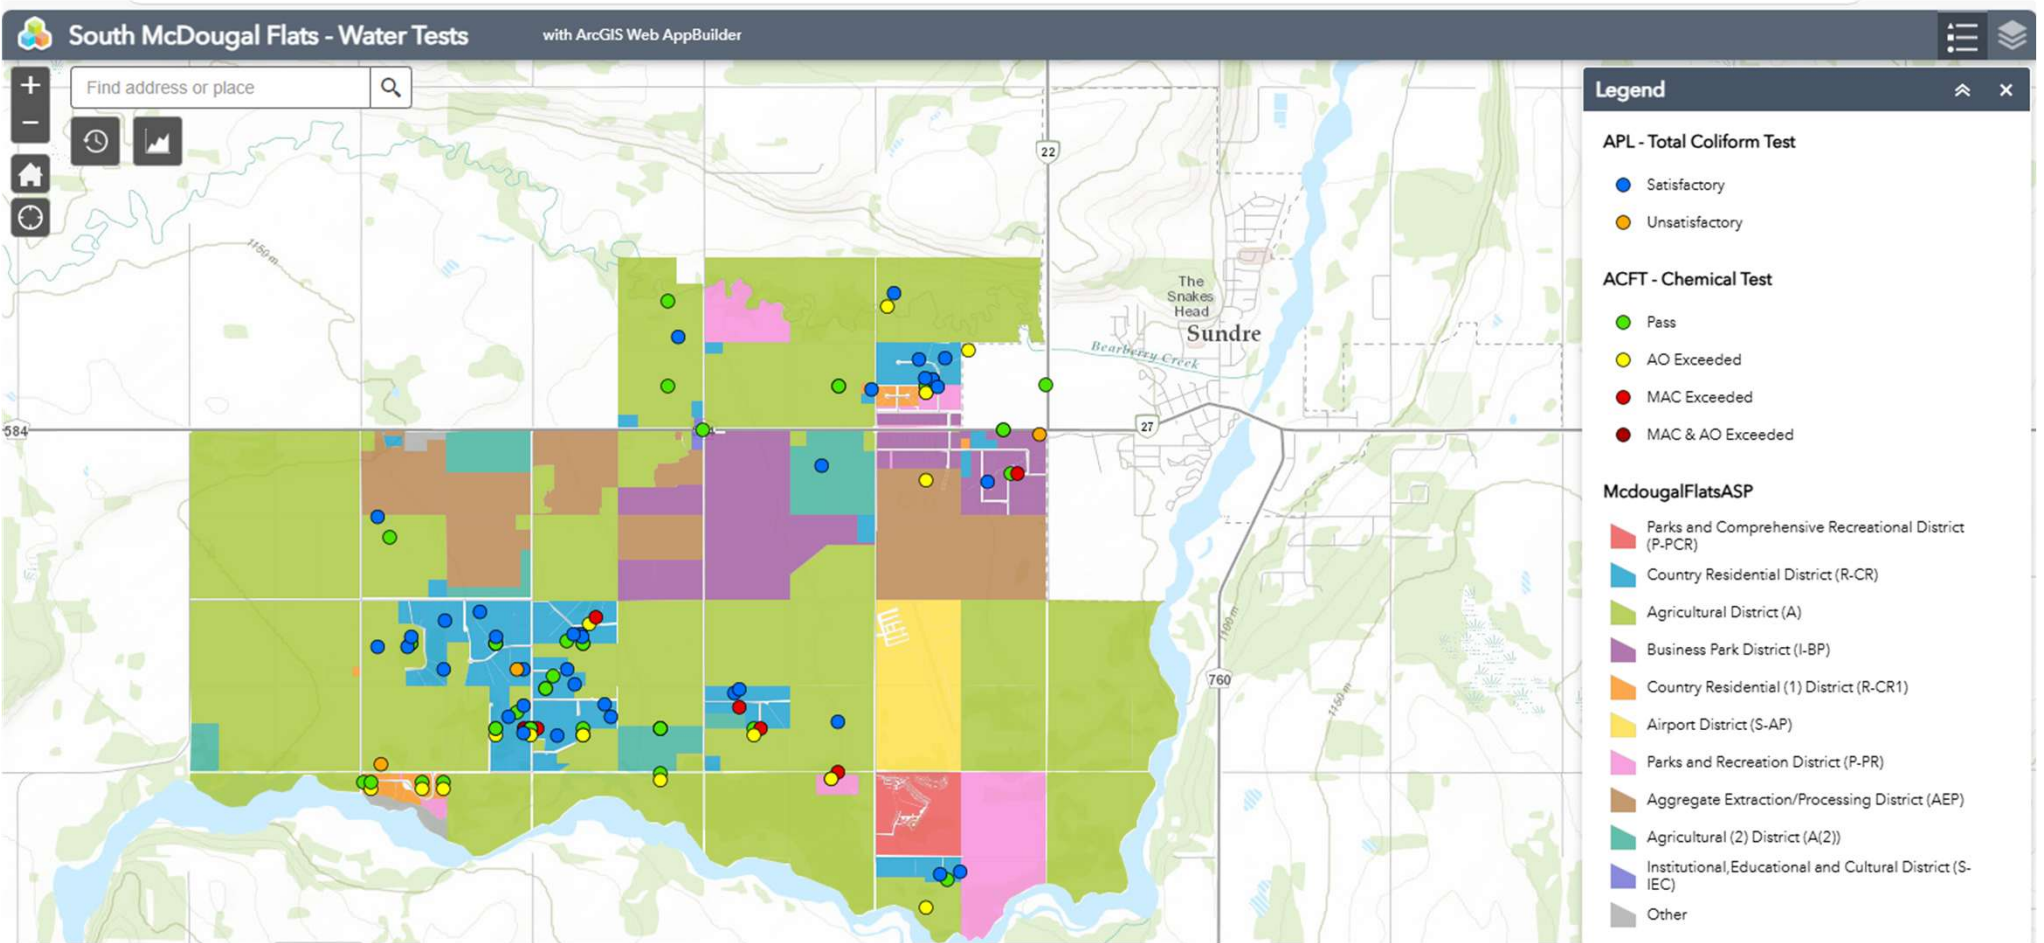 South McDougal Flats - Water Tests
with ArcGIS Web AppBuilder
Find address or place
Legend
APL - Total Coliform Test
Satisfactory
Unsatisfactory
ACFT - Chemical Test
Pass
AO Exceeded
MAC Exceeded
MAC & AO Exceeded
McdougalFlatsASP
Parks and Comprehensive Recreational District
(P-PCR)
Country Residential District (R-CR)
Agricultural District (A)
Business Park District (I-BP)
Country Residential (1) District (R-CR1)
Airport District (S-AP)
Parks and Recreation District (P-PR)
Aggregate Extraction/Processing District (AEP)
Agricultural (2) District (A(2))
Institutional,Educational and Cultural District (S-
IEC)
Other
22
1150 m
The
Snakes
Head
Sundre
Bearberry Creek
584
27
1100 m
760
1150 m